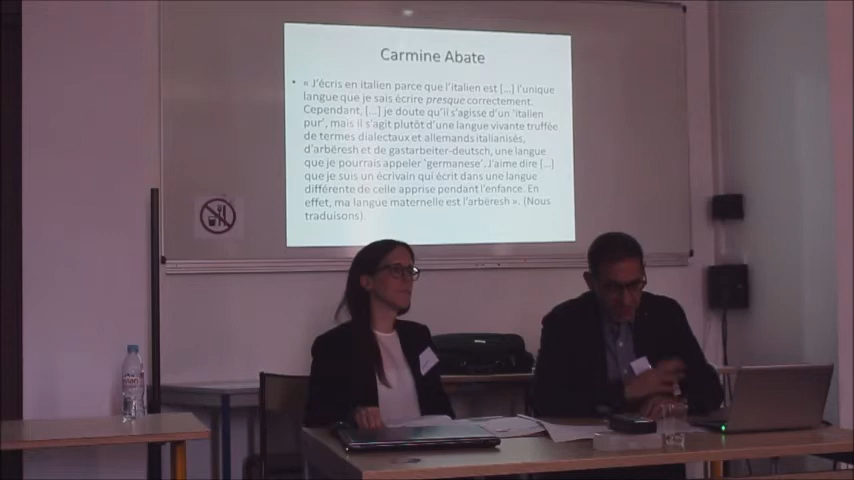 Carmine Abate
• « J'écris en italien parce que l'italien est […] l'unique
langue que je sais écrire presque correctement.
Cependant, […] je doute qu'il s'agisse d'un 'italien
pur', mais il s'agit plutôt d'une langue vivante truffée
de termes dialectaux et allemands italianisés,
d'arbëresh et de gastarbeiter-deutsch, une langue
que je pourrais appeler 'germanese'. J'aime dire […]
que je suis un écrivain qui écrit dans une langue
différente de celle apprise pendant l'enfance. En
effet, ma langue maternelle est l'arbëresh ». (Nous
traduisons).